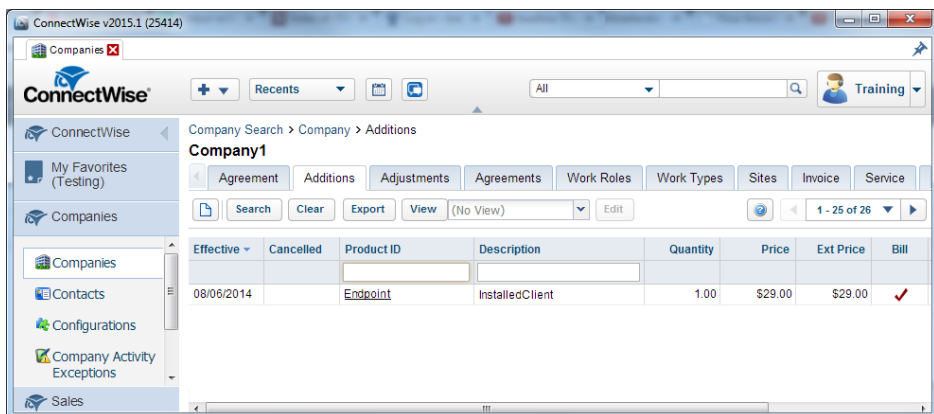 ConnectWise v2015.1 (25414)
Companies
ConnectWise
Recents
All
Training
ConnectWise
Company Search > Company > Additions
Company1
My Favorites
(Testing)
Agreement Additions Adjustments Agreements Work Roles Work Types Sites Invoice Service
Companies
Search Clear Export View (No View) Edit 1 - 25 of 26
Effective Cancelled Product ID Description Quantity Price Ext Price Bill
Companies
08/06/2014 Endpoint InstalledClient 1.00 $29.00 $29.00
Contacts
Configurations
Company Activity
Exceptions
Sales